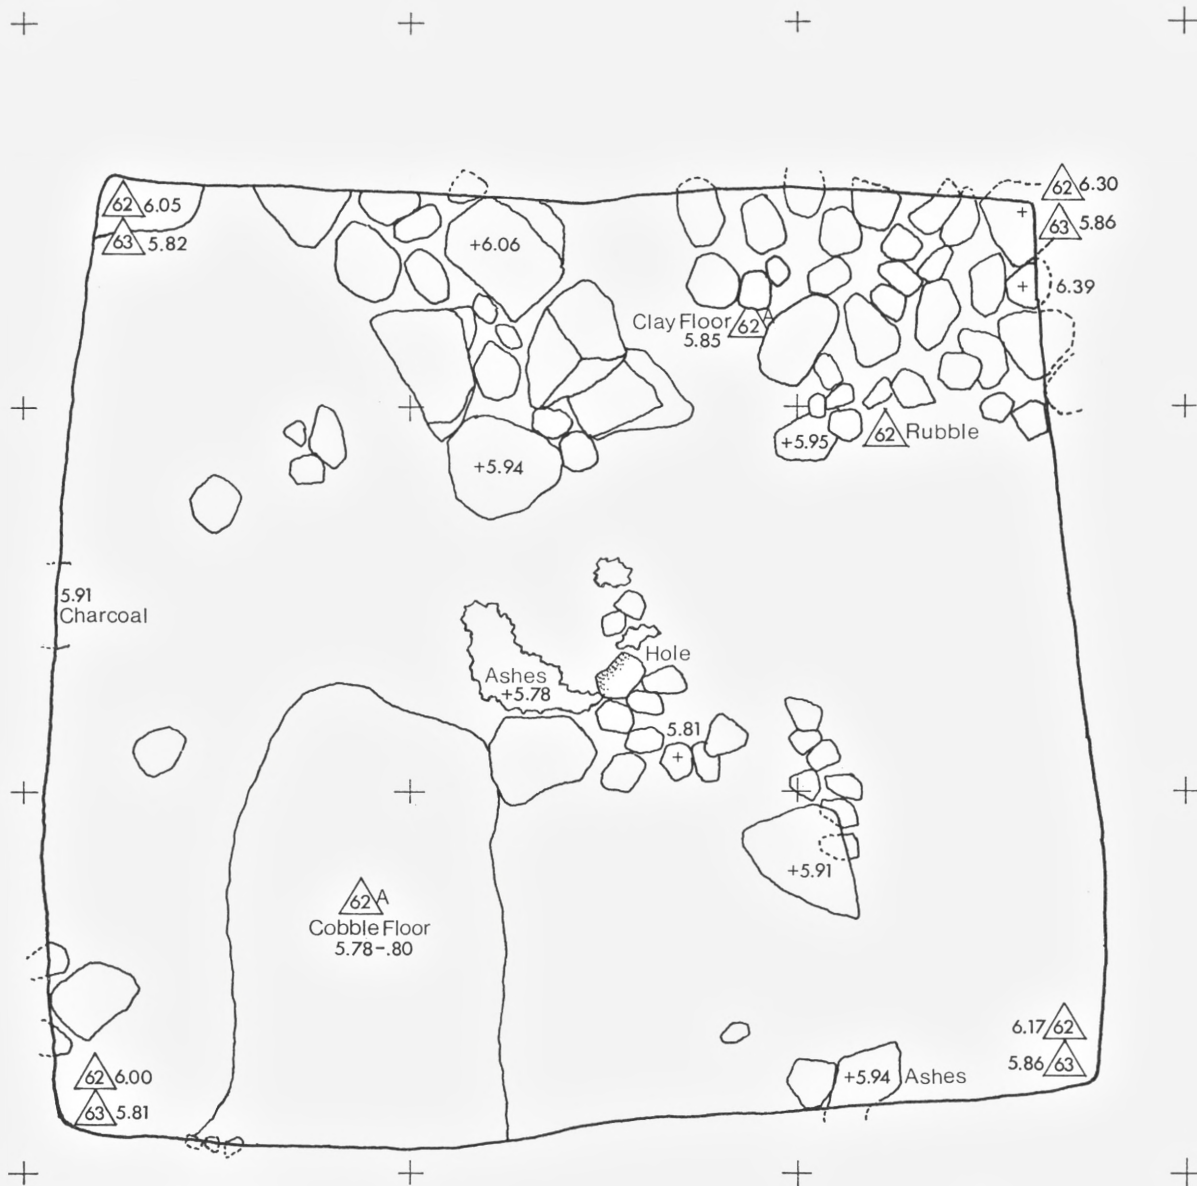 62 6.05
63 5.82
62 6.30
63 5.86
+6.06
+
+ 6.39
Clay Floor 62 A
5.85
+5.95
62 Rubble
+5.94
5.91
Charcoal
Hole
Ashes
+5.78
5.81
+
+5.91
62 A
Cobble Floor
5.78-.80
6.17 62
5.86 63
62 6.00
63 5.81
+5.94 Ashes